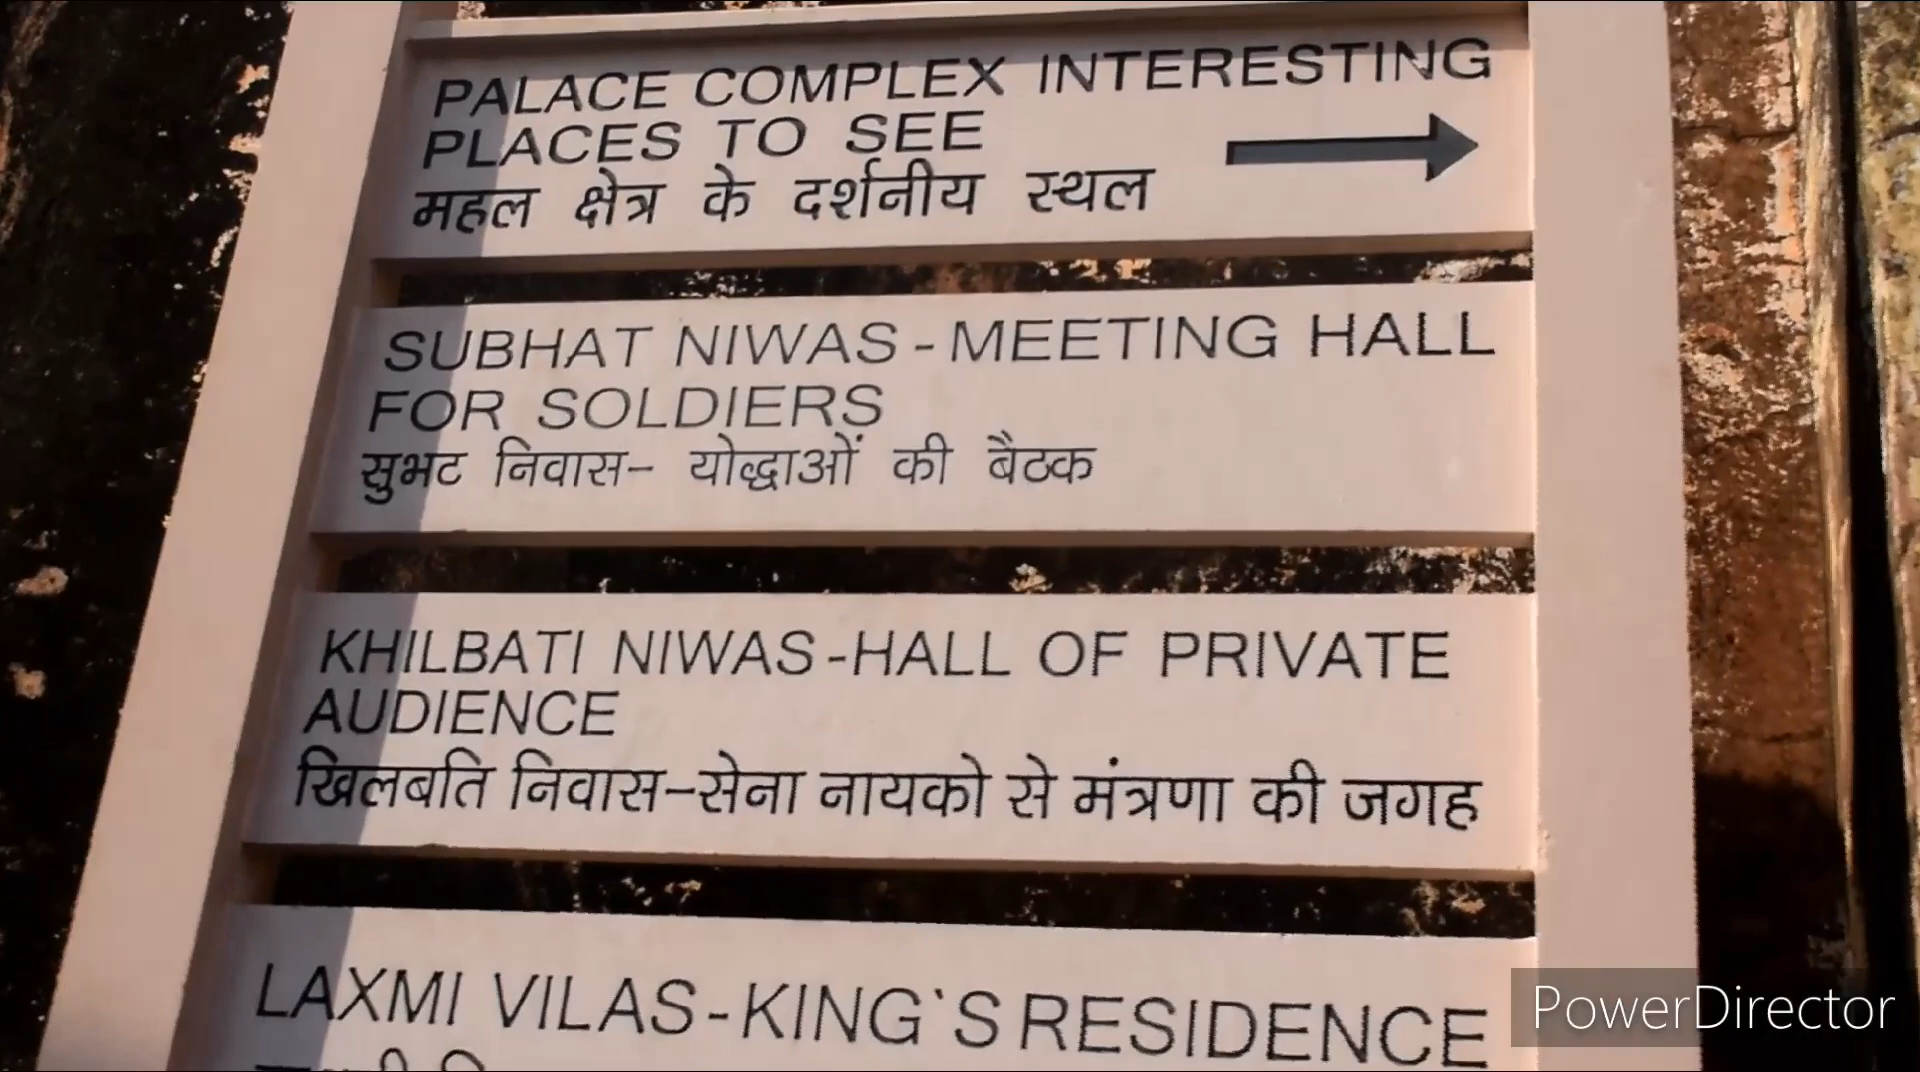 PALACE COMPLEX INTERESTING
PLACES TO SEE
महल क्षेत्र के दर्शनीय स्थल
SUBHAT NIWAS-MEETING HALL
FOR SOLDIERS
सुभट निवास- योद्धाओं की बैठक
KHILBATI NIWAS-HALL OF PRIVATE
AUDIENCE
खिलबति निवास-सेना नायको से मंत्रणा की जगह
LAXMI VILAS-KING`S RESIDENCE
PowerDirector